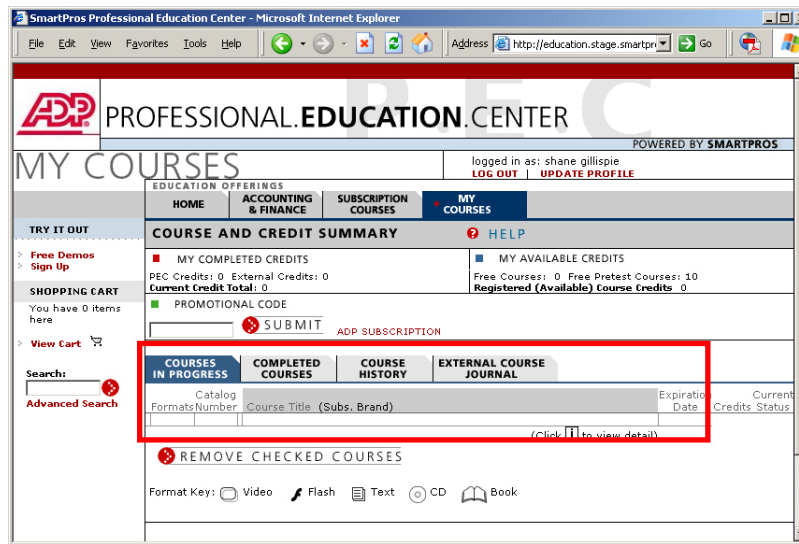 SmartPros Professional Education Center - Microsoft Internet Explorer
File Edit View Favorites Tools Help
Address http://education.stage.smartpr Go
P.E.C
ADP PROFESSIONAL.EDUCATION.CENTER
POWERED BY SMARTPROS
MY COURSES
logged in as: shane gillispie
LOG OUT | UPDATE PROFILE
EDUCATION OFFERINGS
HOME
ACCOUNTING
& FINANCE
SUBSCRIPTION
COURSES
MY
COURSES
TRY IT OUT
Free Demos
Sign Up
SHOPPING CART
You have 0 items
here
View Cart
Search:
Advanced Search
COURSE AND CREDIT SUMMARY
HELP
MY COMPLETED CREDITS
PEC Credits: 0 External Credits: 0
Current Credit Total: 0
MY AVAILABLE CREDITS
Free Courses: 0 Free Pretest Courses: 10
Registered (Available) Course Credits 0
PROMOTIONAL CODE
SUBMIT
ADP SUBSCRIPTION
COURSES
IN PROGRESS
COMPLETED
COURSES
COURSE
HISTORY
EXTERNAL COURSE
JOURNAL
Formats
Catalog
Number
Course Title (Subs. Brand)
Expiration
Date
Credits
Current
Status
(Click i to view detail)
REMOVE CHECKED COURSES
Format Key: Video Flash Text CD Book